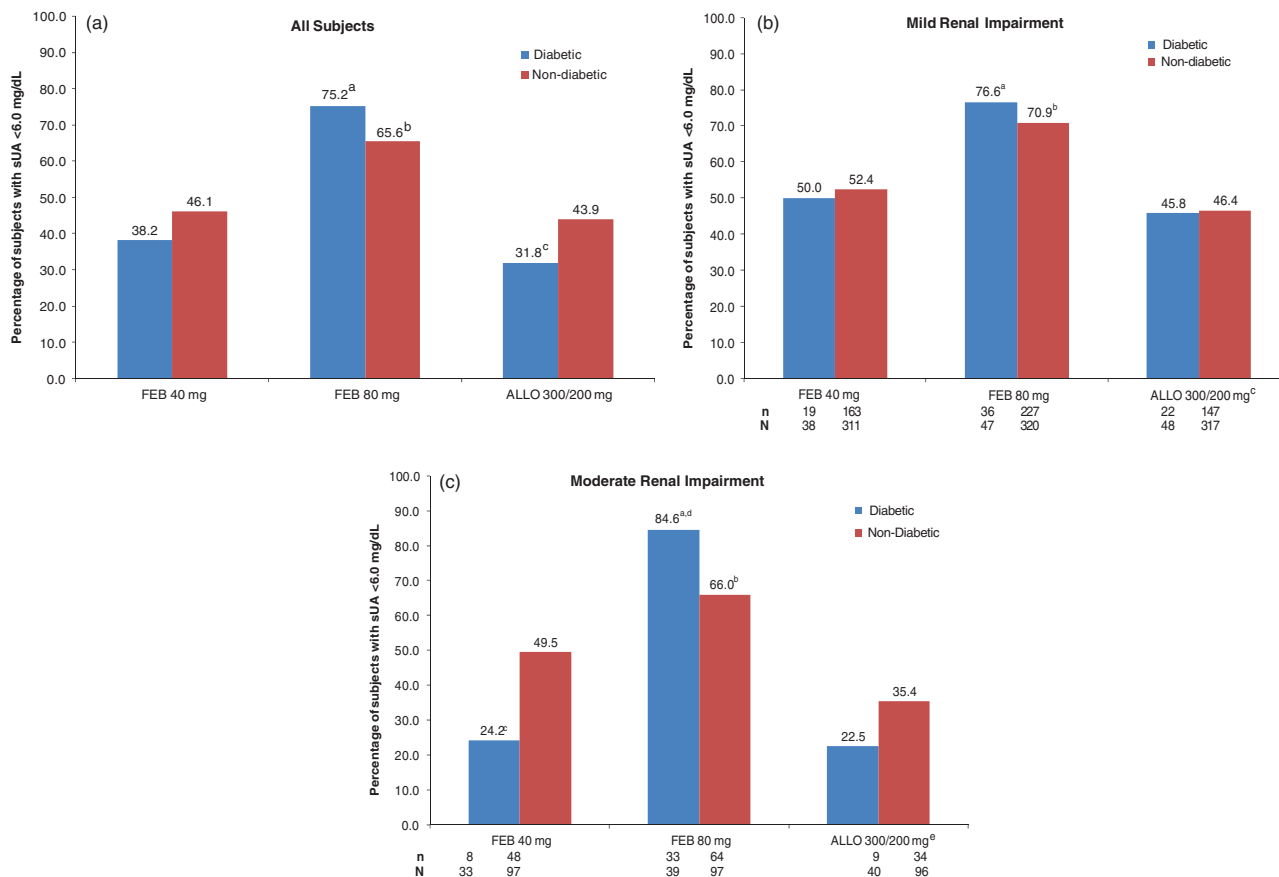 (a)
All Subjects
Percentage of subjects with sUA <6.0 mg/dL
100.0
90.0
80.0
70.0
60.0
50.0
40.0
30.0
20.0
10.0
0.0
Diabetic
Non-diabetic
38.2
46.1
75.2a
65.6b
31.8c
43.9
FEB 40 mg
FEB 80 mg
ALLO 300/200 mg
(b)
Mild Renal Impairment
Percentage of subjects with sUA <6.0 mg/dL
100.0
90.0
80.0
70.0
60.0
50.0
40.0
30.0
20.0
10.0
0.0
Diabetic
Non-diabetic
50.0
52.4
76.6a
70.9b
45.8
46.4
FEB 40 mg FEB 80 mg ALLO 300/200 mgc
n 19 163 36 227 22 147
N 38 311 47 320 48 317
(c)
Moderate Renal Impairment
Percentage of subjects with sUA <6.0 mg/dL
100.0
90.0
80.0
70.0
60.0
50.0
40.0
30.0
20.0
10.0
0.0
Diabetic
Non-Diabetic
24.2c
49.5
84.6a,d
66.0b
22.5
35.4
FEB 40 mg FEB 80 mg ALLO 300/200 mge
n 8 48 33 64 9 34
N 33 97 39 97 40 96